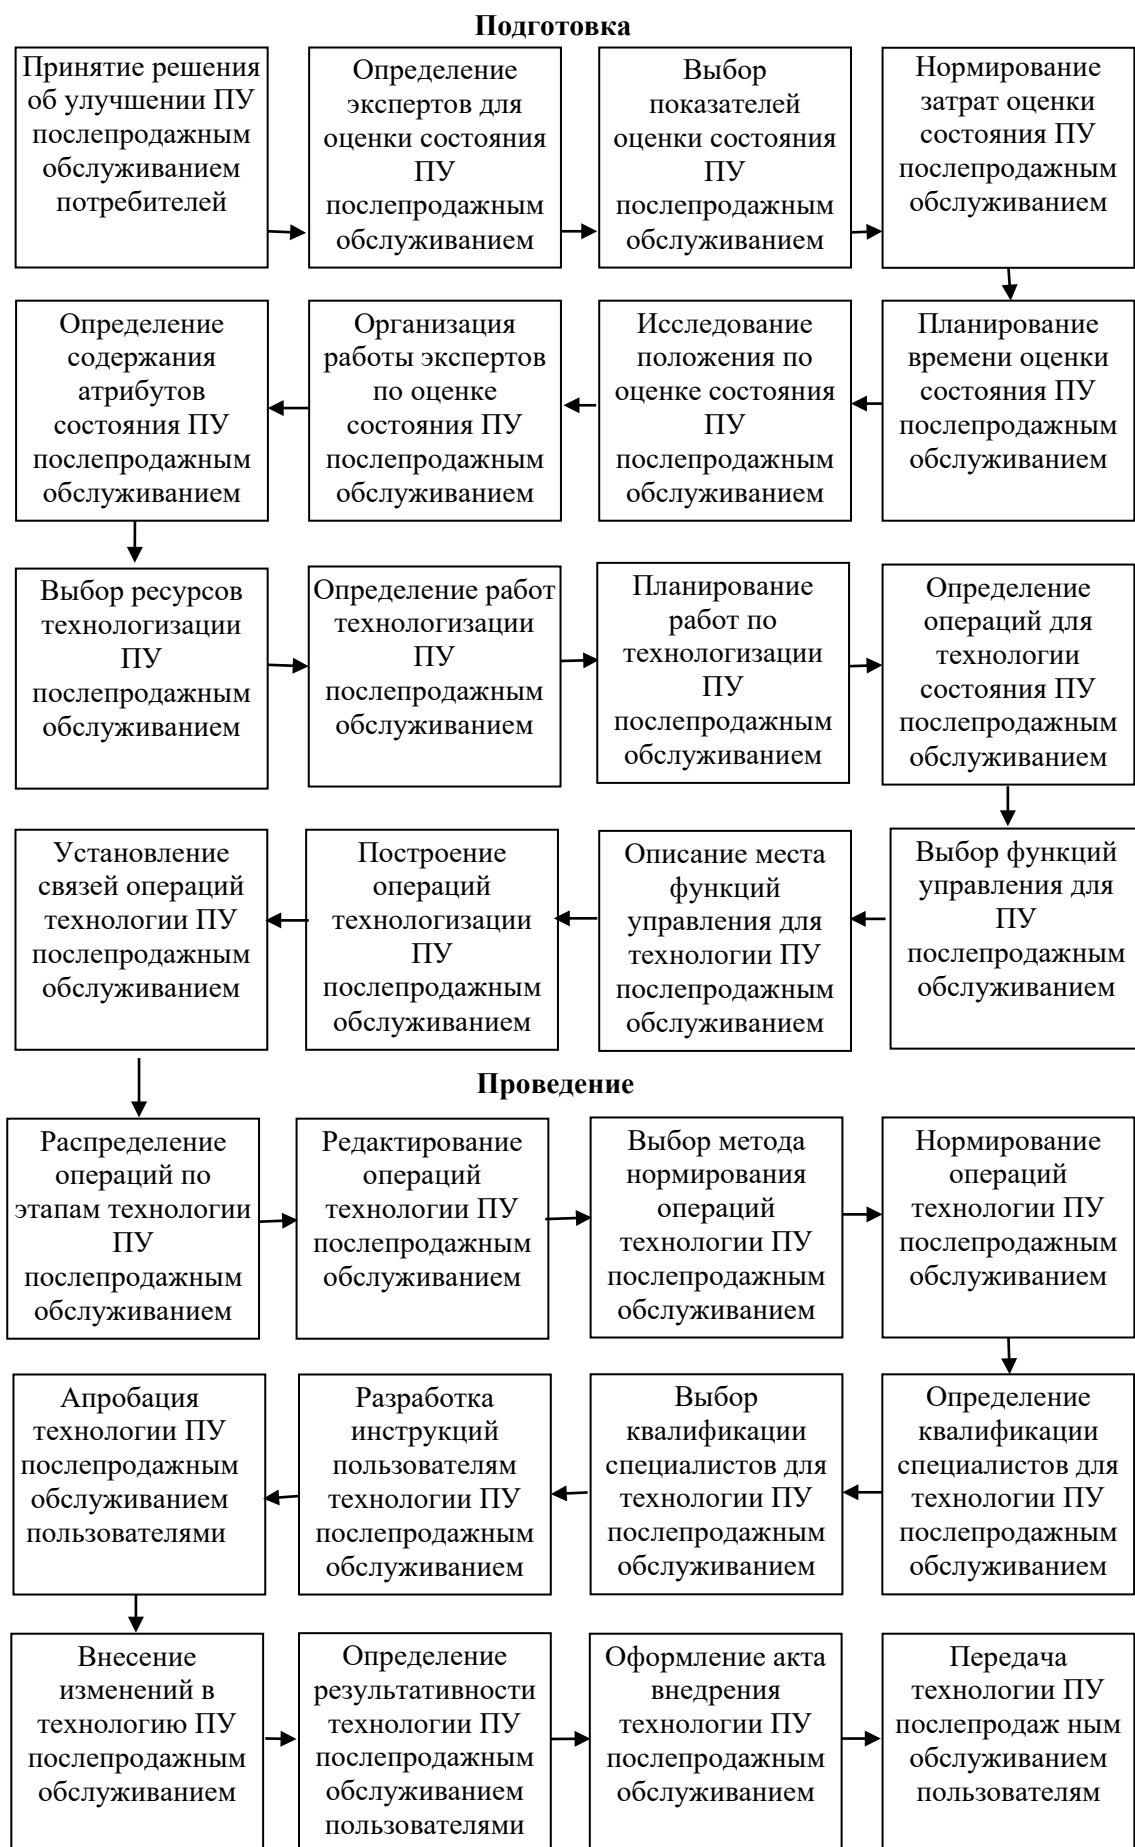 Подготовка
Принятие решения
об улучшении ПУ
послепродажным
обслуживанием
потребителей
Определение
экспертов для
оценки состояния
ПУ
послепродажным
обслуживанием
Выбор
показателей
оценки состояния
ПУ
послепродажным
обслуживанием
Нормирование
затрат оценки
состояния ПУ
послепродажным
обслуживанием
Планирование
времени оценки
состояния ПУ
послепродажным
обслуживанием
Исследование
положения по
оценке состояния
ПУ
послепродажным
обслуживанием
Организация
работы экспертов
по оценке
состояния ПУ
послепродажным
обслуживанием
Определение
содержания
атрибутов
состояния ПУ
послепродажным
обслуживанием
Выбор ресурсов
технологизации
ПУ
послепродажным
обслуживанием
Определение работ
технологизации
ПУ
послепродажным
обслуживанием
Планирование
работ по
технологизации
ПУ
послепродажным
обслуживанием
Определение
операций для
технологии
состояния ПУ
послепродажным
обслуживанием
Выбор функций
управления для
ПУ
послепродажным
обслуживанием
Описание места
функций
управления для
технологии ПУ
послепродажным
обслуживанием
Построение
операций
технологизации
ПУ
послепродажным
обслуживанием
Установление
связей операций
технологии ПУ
послепродажным
обслуживанием
Проведение
Распределение
операций по
этапам технологии
ПУ
послепродажным
обслуживанием
Редактирование
операций
технологии ПУ
послепродажным
обслуживанием
Выбор метода
нормирования
операций
технологии ПУ
послепродажным
обслуживанием
Нормирование
операций
технологии ПУ
послепродажным
обслуживанием
Определение
квалификации
специалистов для
технологии ПУ
послепродажным
обслуживанием
Выбор
квалификации
специалистов для
технологии ПУ
послепродажным
обслуживанием
Разработка
инструкций
пользователям
технологии ПУ
послепродажным
обслуживанием
Апробация
технологии ПУ
послепродажным
обслуживанием
пользователями
Внесение
изменений в
технологию ПУ
послепродажным
обслуживанием
Определение
результативности
технологии ПУ
послепродажным
обслуживанием
пользователями
Оформление акта
внедрения
технологии ПУ
послепродажным
обслуживанием
Передача
технологии ПУ
послепродаж ным
обслуживанием
пользователям